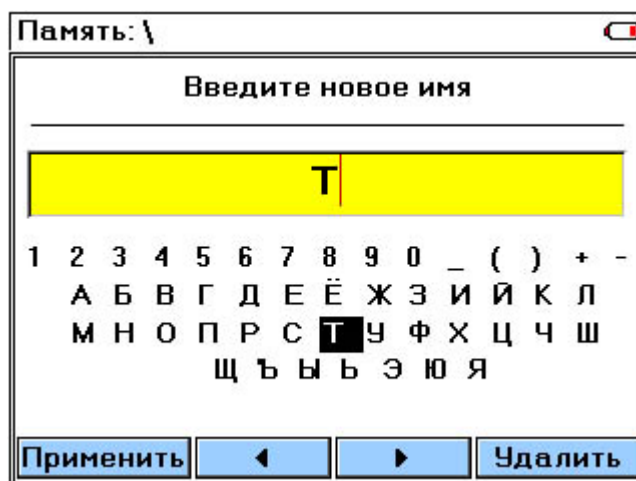 Память: \
Введите новое имя
Т
1 2 3 4 5 6 7 8 9 0 _ ( ) + -
А Б В Г Д Е Ё Ж З И Й К Л
М Н О П Р С Т У Ф Х Ц Ч Ш
Щ Ъ Ы Ь Э Ю Я
Применить ◀ ▶ Удалить